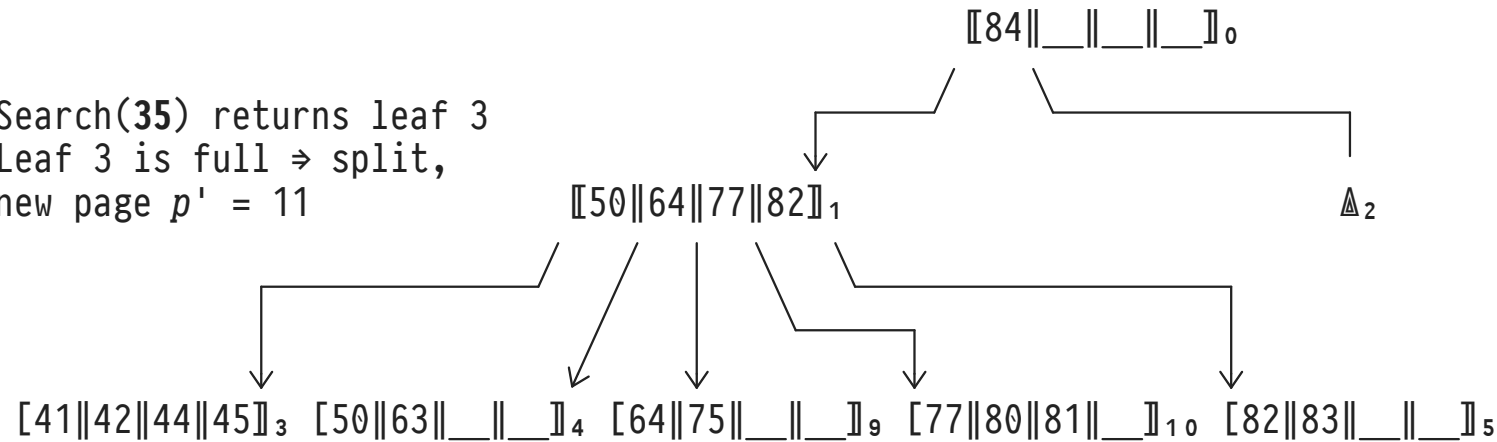 ⟦84‖__‖__‖__⟧₀
Search(35) returns leaf 3
Leaf 3 is full ⇒ split,
new page p' = 11
⟦50‖64‖77‖82⟧₁
◬₂
[41‖42‖44‖45⟧₃ [50‖63‖__‖__⟧₄ [64‖75‖__‖__⟧₉ [77‖80‖81‖__⟧₁₀ [82‖83‖__‖__⟧₅